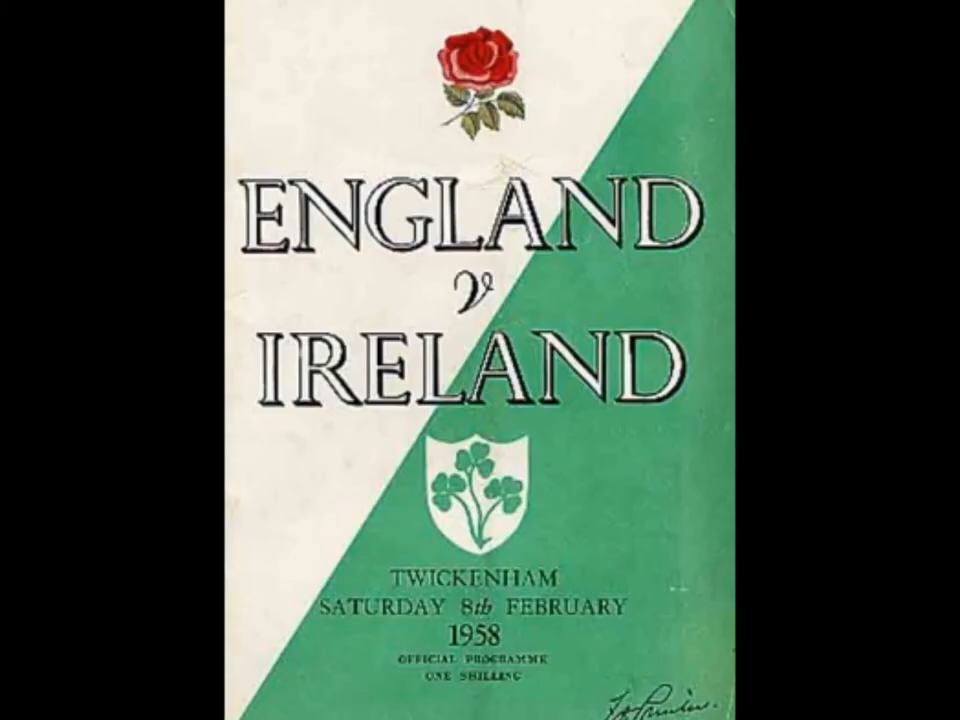 ENGLAND
v
IRELAND
TWICKENHAM
SATURDAY 8th FEBRUARY
1958
OFFICIAL PROGRAMME
ONE SHILLING